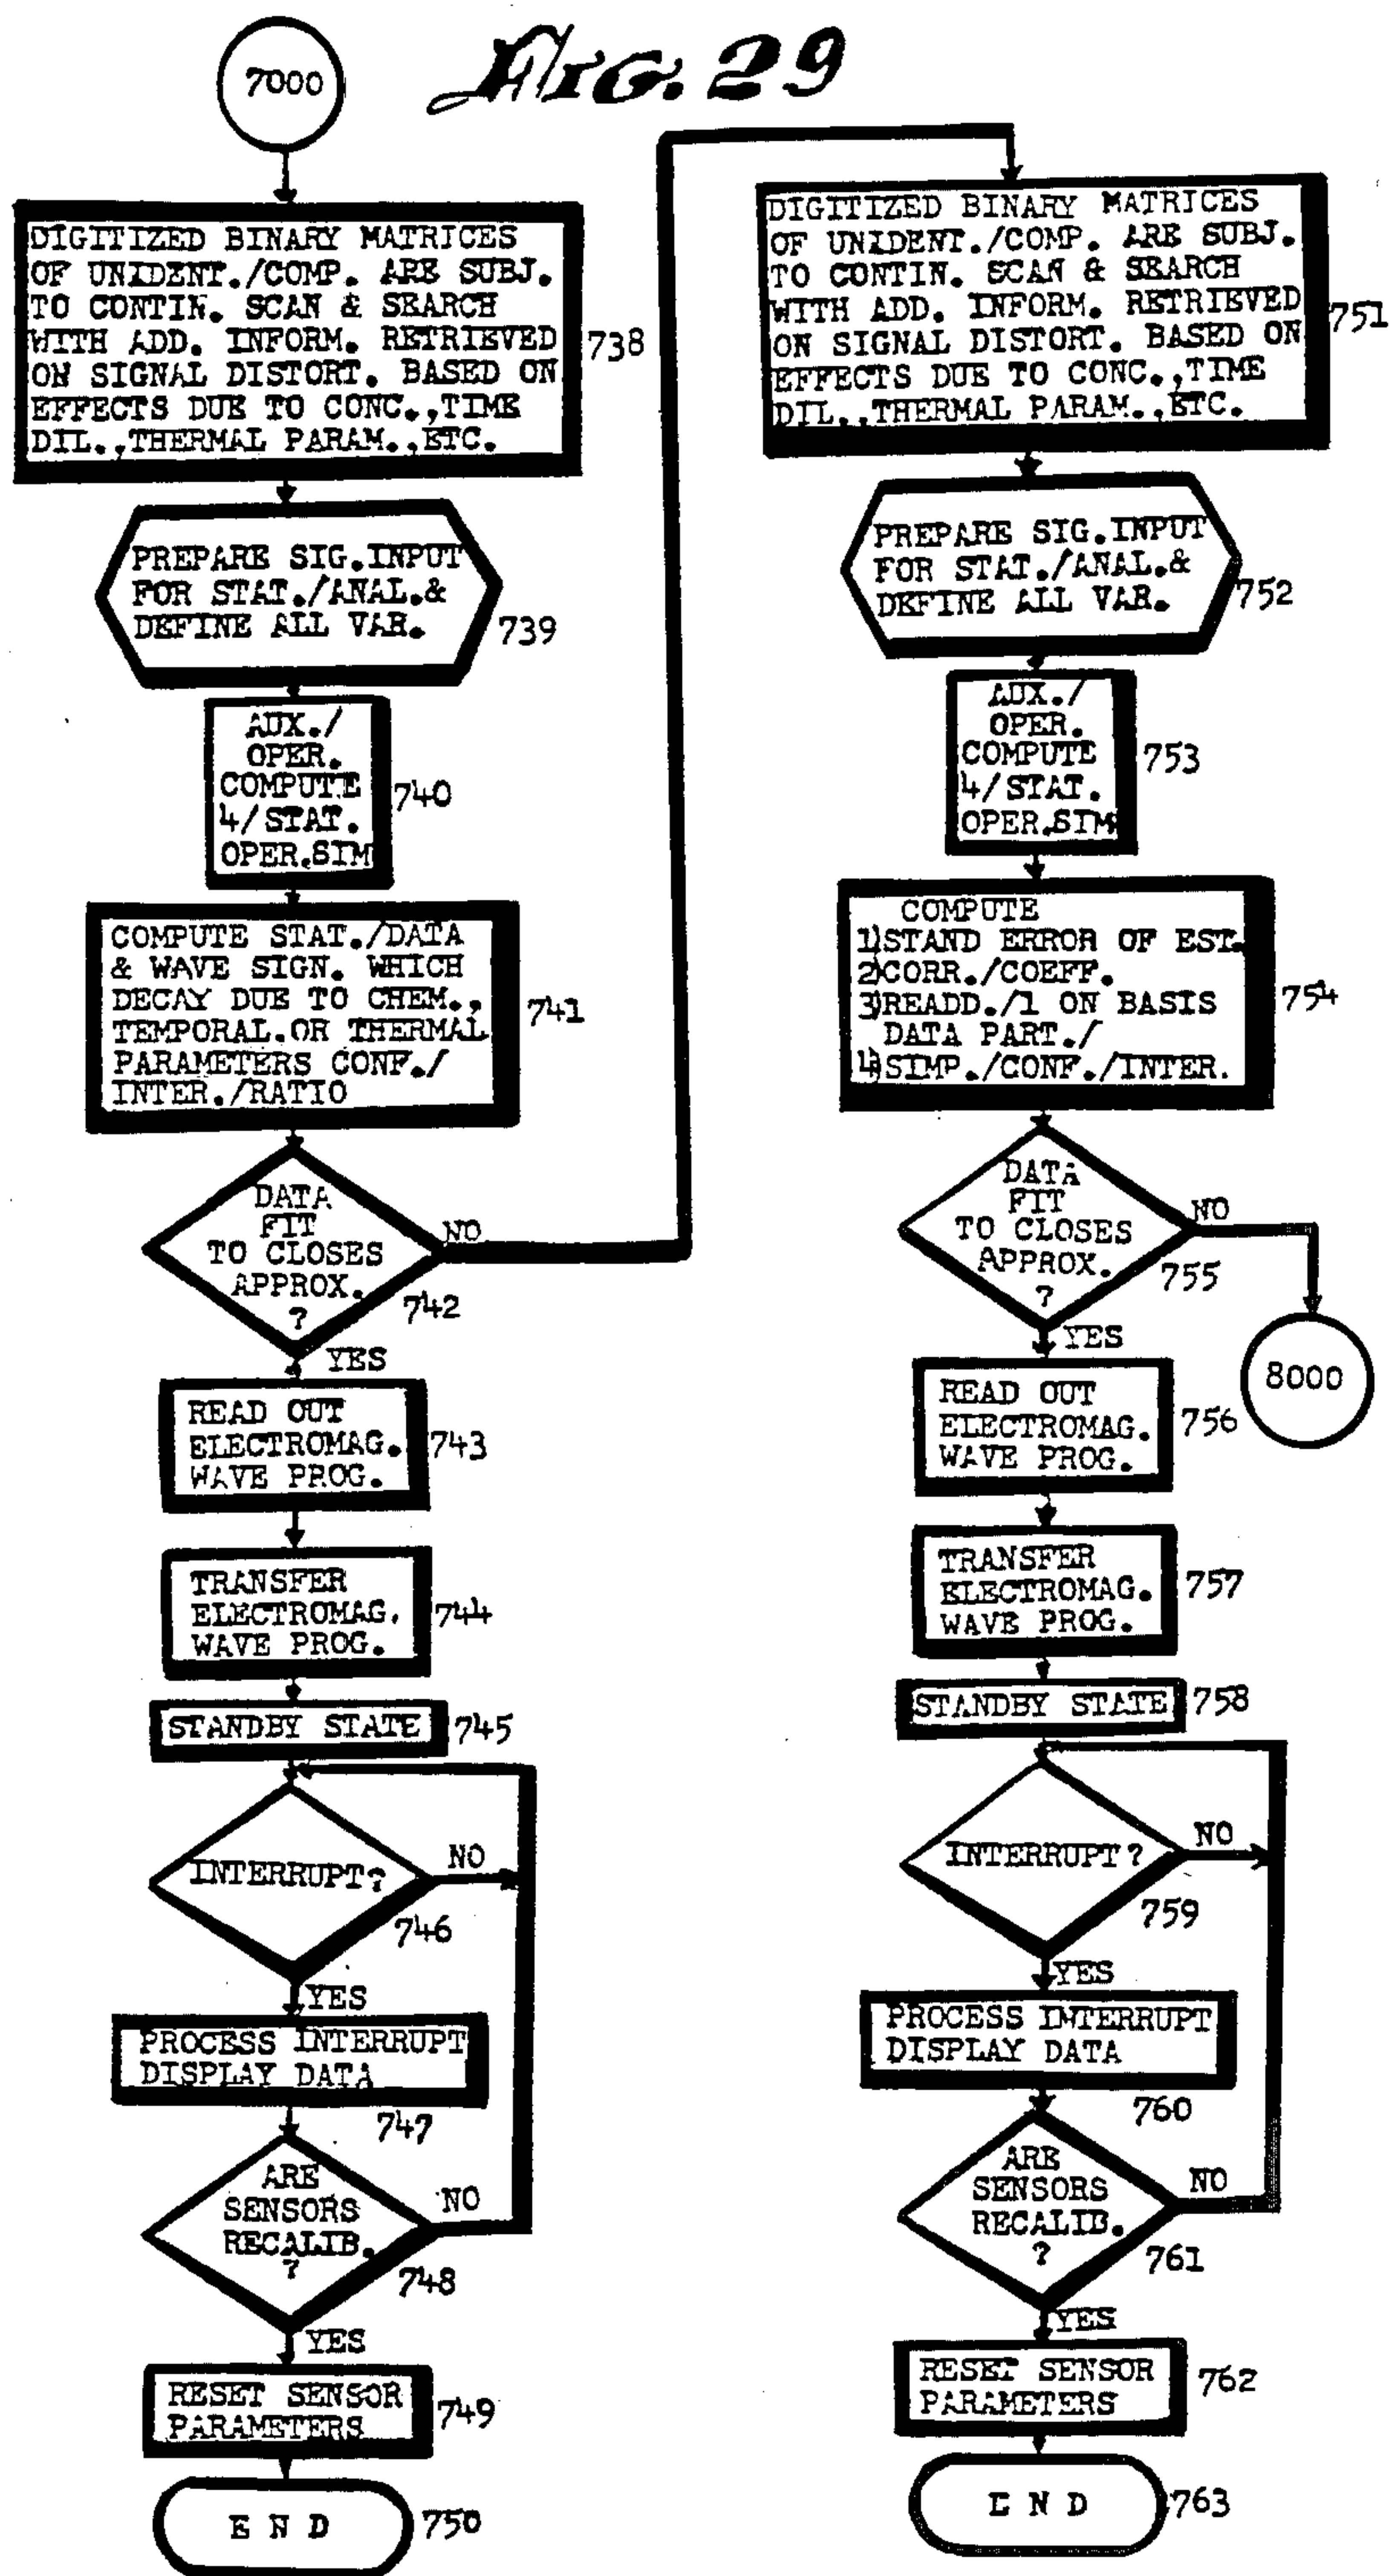 FIG. 29
7000
DIGITIZED BINARY MATRICES
OF UNIDENT./COMP. ARE SUBJ.
TO CONTIN. SCAN & SEARCH
WITH ADD. INFORM. RETRIEVED
ON SIGNAL DISTORT. BASED ON
EFFECTS DUE TO CONC.,TIME
DIL.,THERMAL PARAM.,ETC.
738
PREPARE SIG.INPUT
FOR STAT./ANAL.&
DEFINE ALL VAR.
739
AUX./
OPER.
COMPUTE
4/STAT.
OPER.SIM
740
COMPUTE STAT./DATA
& WAVE SIGN. WHICH
DECAY DUE TO CHEM.,
TEMPORAL.OR THERMAL
PARAMETERS CONF./
INTER./RATIO
741
DATA
FIT
TO CLOSES
APPROX.
?
742
NO
YES
READ OUT
ELECTROMAG.
WAVE PROG.
743
TRANSFER
ELECTROMAG.
WAVE PROG.
744
STANDBY STATE
745
INTERRUPT?
746
NO
YES
PROCESS INTERRUPT
DISPLAY DATA
747
ARE
SENSORS
RECALIB.
?
748
NO
YES
RESET SENSOR
PARAMETERS
749
E N D
750
DIGITIZED BINARY MATRICES
OF UNIDENT./COMP. ARE SUBJ.
TO CONTIN. SCAN & SEARCH
WITH ADD. INFORM. RETRIEVED
ON SIGNAL DISTORT. BASED ON
EFFECTS DUE TO CONC.,TIME
DIL.,THERMAL PARAM.,ETC.
751
PREPARE SIG.INPUT
FOR STAT./ANAL.&
DEFINE ALL VAR.
752
AUX./
OPER.
COMPUTE
4/STAT.
OPER.SIM
753
COMPUTE
1)STAND ERROR OF EST.
2)CORR./COEFF.
3)READD./1 ON BASIS
DATA PART./
4)SIMP./CONF./INTER.
754
DATA
FIT
TO CLOSES
APPROX.
?
755
NO
8000
YES
READ OUT
ELECTROMAG.
WAVE PROG.
756
TRANSFER
ELECTROMAG.
WAVE PROG.
757
STANDBY STATE
758
INTERRUPT?
759
NO
YES
PROCESS INTERRUPT
DISPLAY DATA
760
ARE
SENSORS
RECALIB.
?
761
NO
YES
RESET SENSOR
PARAMETERS
762
E N D
763